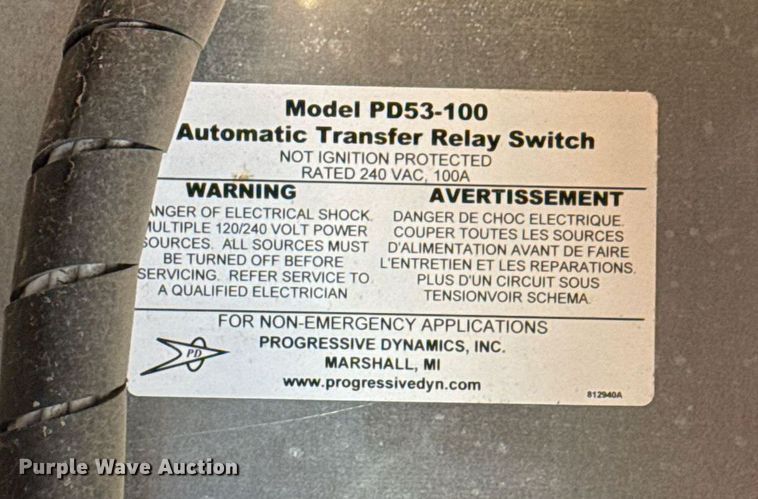 Model PD53-100
Automatic Transfer Relay Switch
NOT IGNITION PROTECTED
RATED 240 VAC, 100A
WARNING
ANGER OF ELECTRICAL SHOCK.
MULTIPLE 120/240 VOLT POWER
SOURCES. ALL SOURCES MUST
BE TURNED OFF BEFORE
SERVICING. REFER SERVICE TO
A QUALIFIED ELECTRICIAN
AVERTISSEMENT
DANGER DE CHOC ELECTRIQUE.
COUPER TOUTES LES SOURCES
D'ALIMENTATION AVANT DE FAIRE
L'ENTRETIEN ET LES REPARATIONS.
PLUS D'UN CIRCUIT SOUS
TENSIONVOIR SCHEMA.
FOR NON-EMERGENCY APPLICATIONS
PD
PROGRESSIVE DYNAMICS, INC.
MARSHALL, MI
www.progressivedyn.com
812940A
Purple Wave Auction